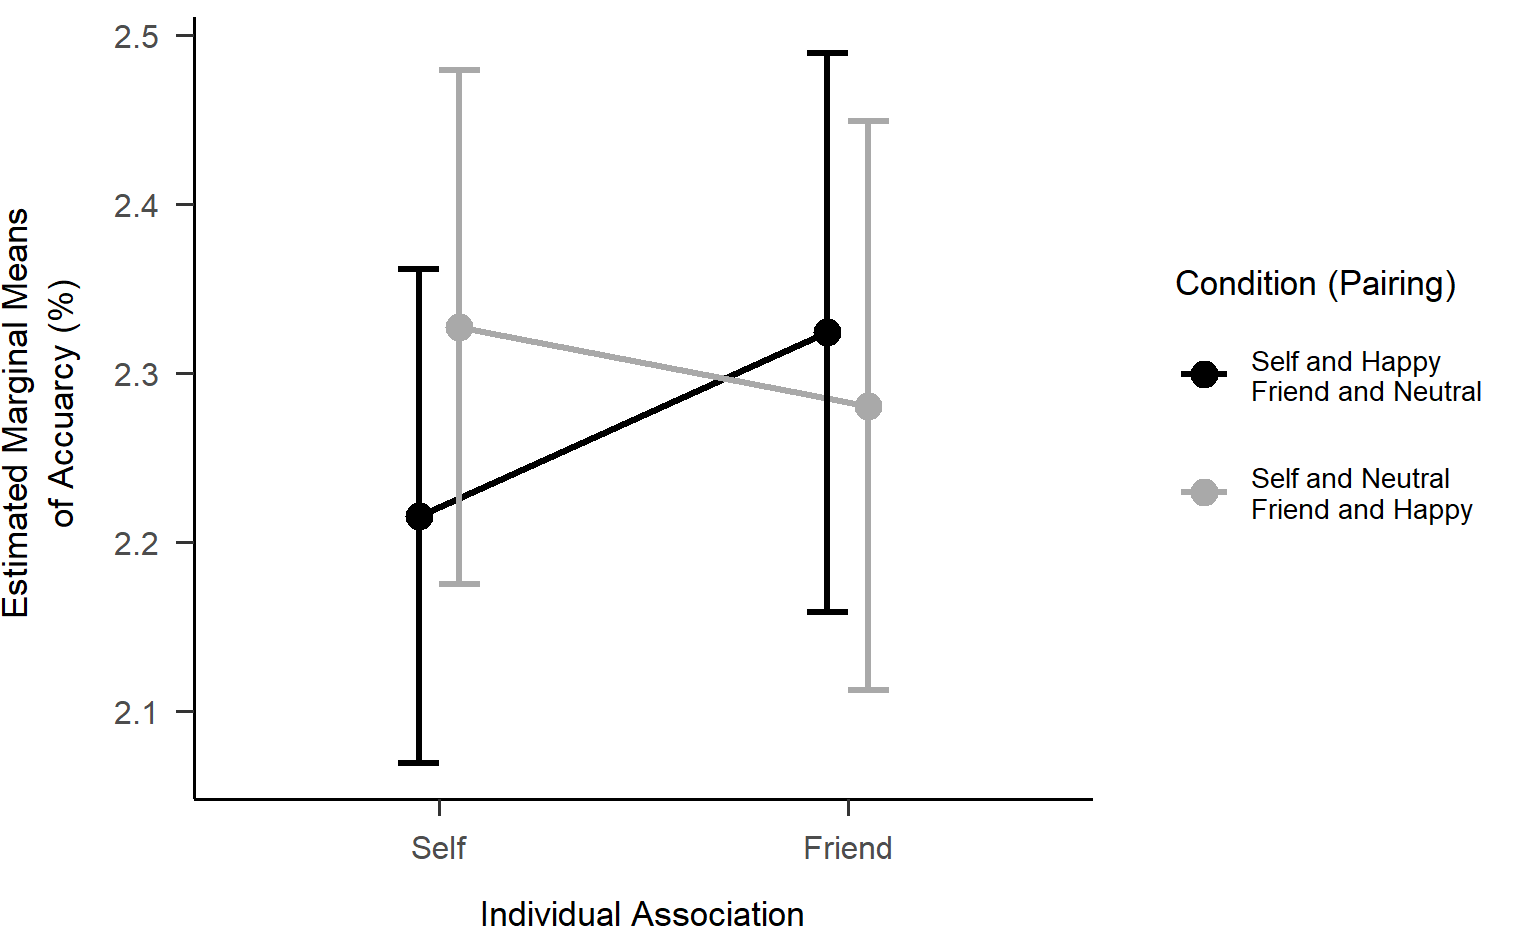 Estimated Marginal Means
of Accuarcy (%)
2.5
2.4
2.3
2.2
2.1
Self
Friend
Individual Association
Condition (Pairing)
Self and Happy
Friend and Neutral
Self and Neutral
Friend and Happy